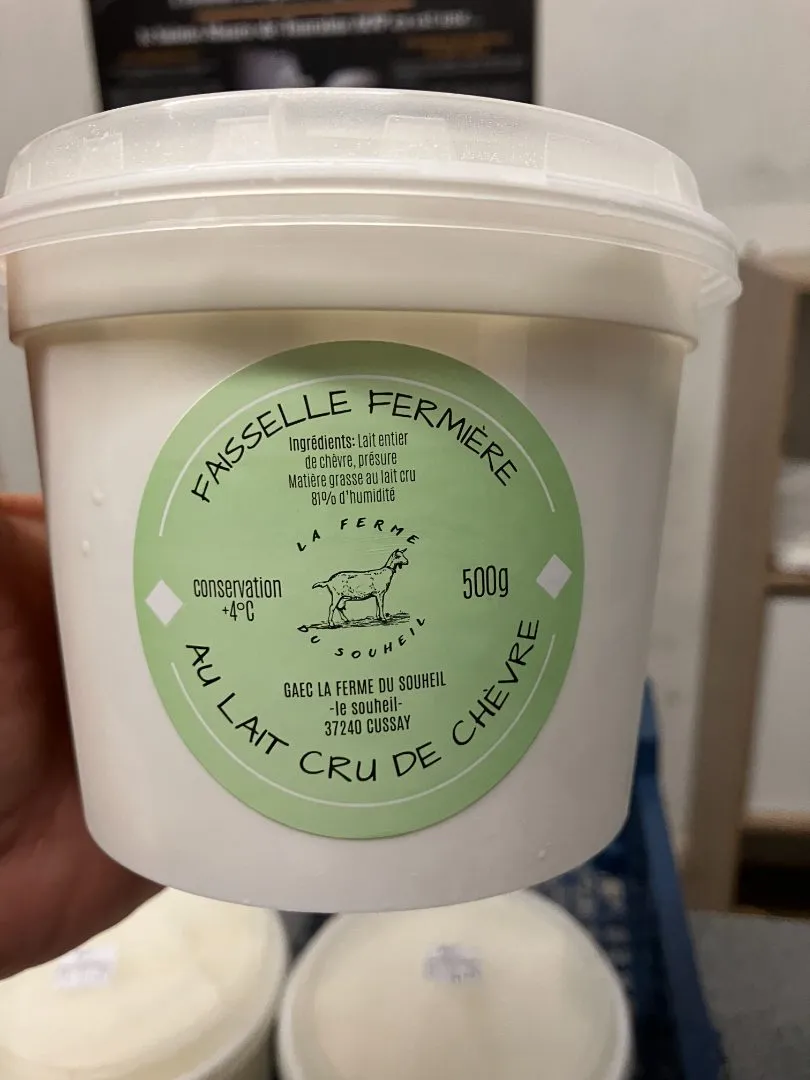 FAISSELLE FERMIÈRE
Ingrédients: Lait entier
de chèvre, présure
Matière grasse au lait cru
81% d'humidité
LA FERME
DU SOUHEIL
conservation
+4°C
500g
GAEC LA FERME DU SOUHEIL
-le souheil-
37240 CUSSAY
AU LAIT CRU DE CHÈVRE